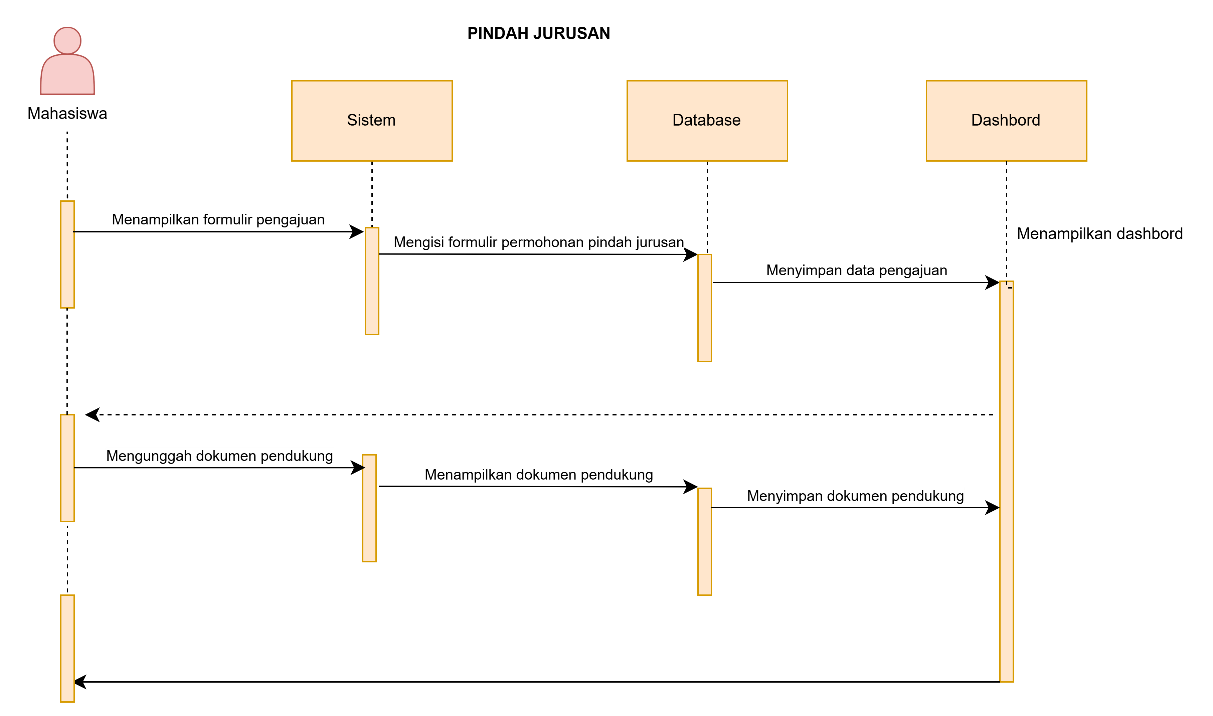 PINDAH JURUSAN
Mahasiswa
Sistem
Database
Dashbord
Menampilkan formulir pengajuan
Mengisi formulir permohonan pindah jurusan
Menampilkan dashbord
Menyimpan data pengajuan
Mengunggah dokumen pendukung
Menampilkan dokumen pendukung
Menyimpan dokumen pendukung